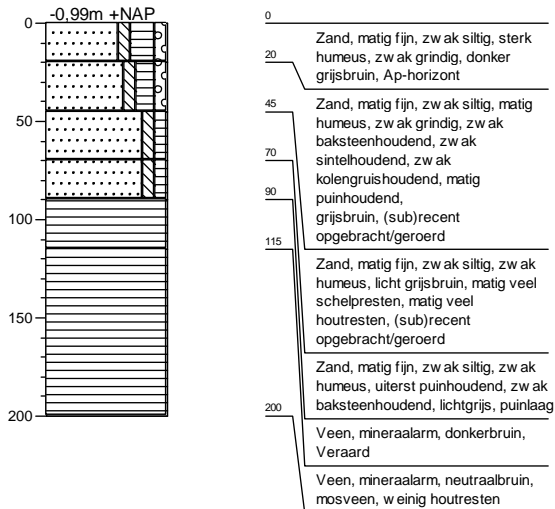 -0,99m +NAP
0
50
100
150
200
0
Zand, matig fijn, zwak siltig, sterk
humeus, zwak grindig, donker
grijsbruin, Ap-horizont
20
Zand, matig fijn, zwak siltig, matig
humeus, zwak grindig, zwak
baksteenhoudend, zwak
sintelhoudend, zwak
kolengruishoudend, matig
puinhoudend,
grijsbruin, (sub)recent
opgebracht/geroerd
45
Zand, matig fijn, zwak siltig, zwak
humeus, licht grijsbruin, matig veel
schelpresten, matig veel
houtresten, (sub)recent
opgebracht/geroerd
70
Zand, matig fijn, zwak siltig, zwak
humeus, uiterst puinhoudend, zwak
baksteenhoudend, lichtgrijs, puinlaag
90
Veen, mineraalarm, donkerbruin,
Veraard
115
Veen, mineraalarm, neutraalbruin,
mosveen, weinig houtresten
200